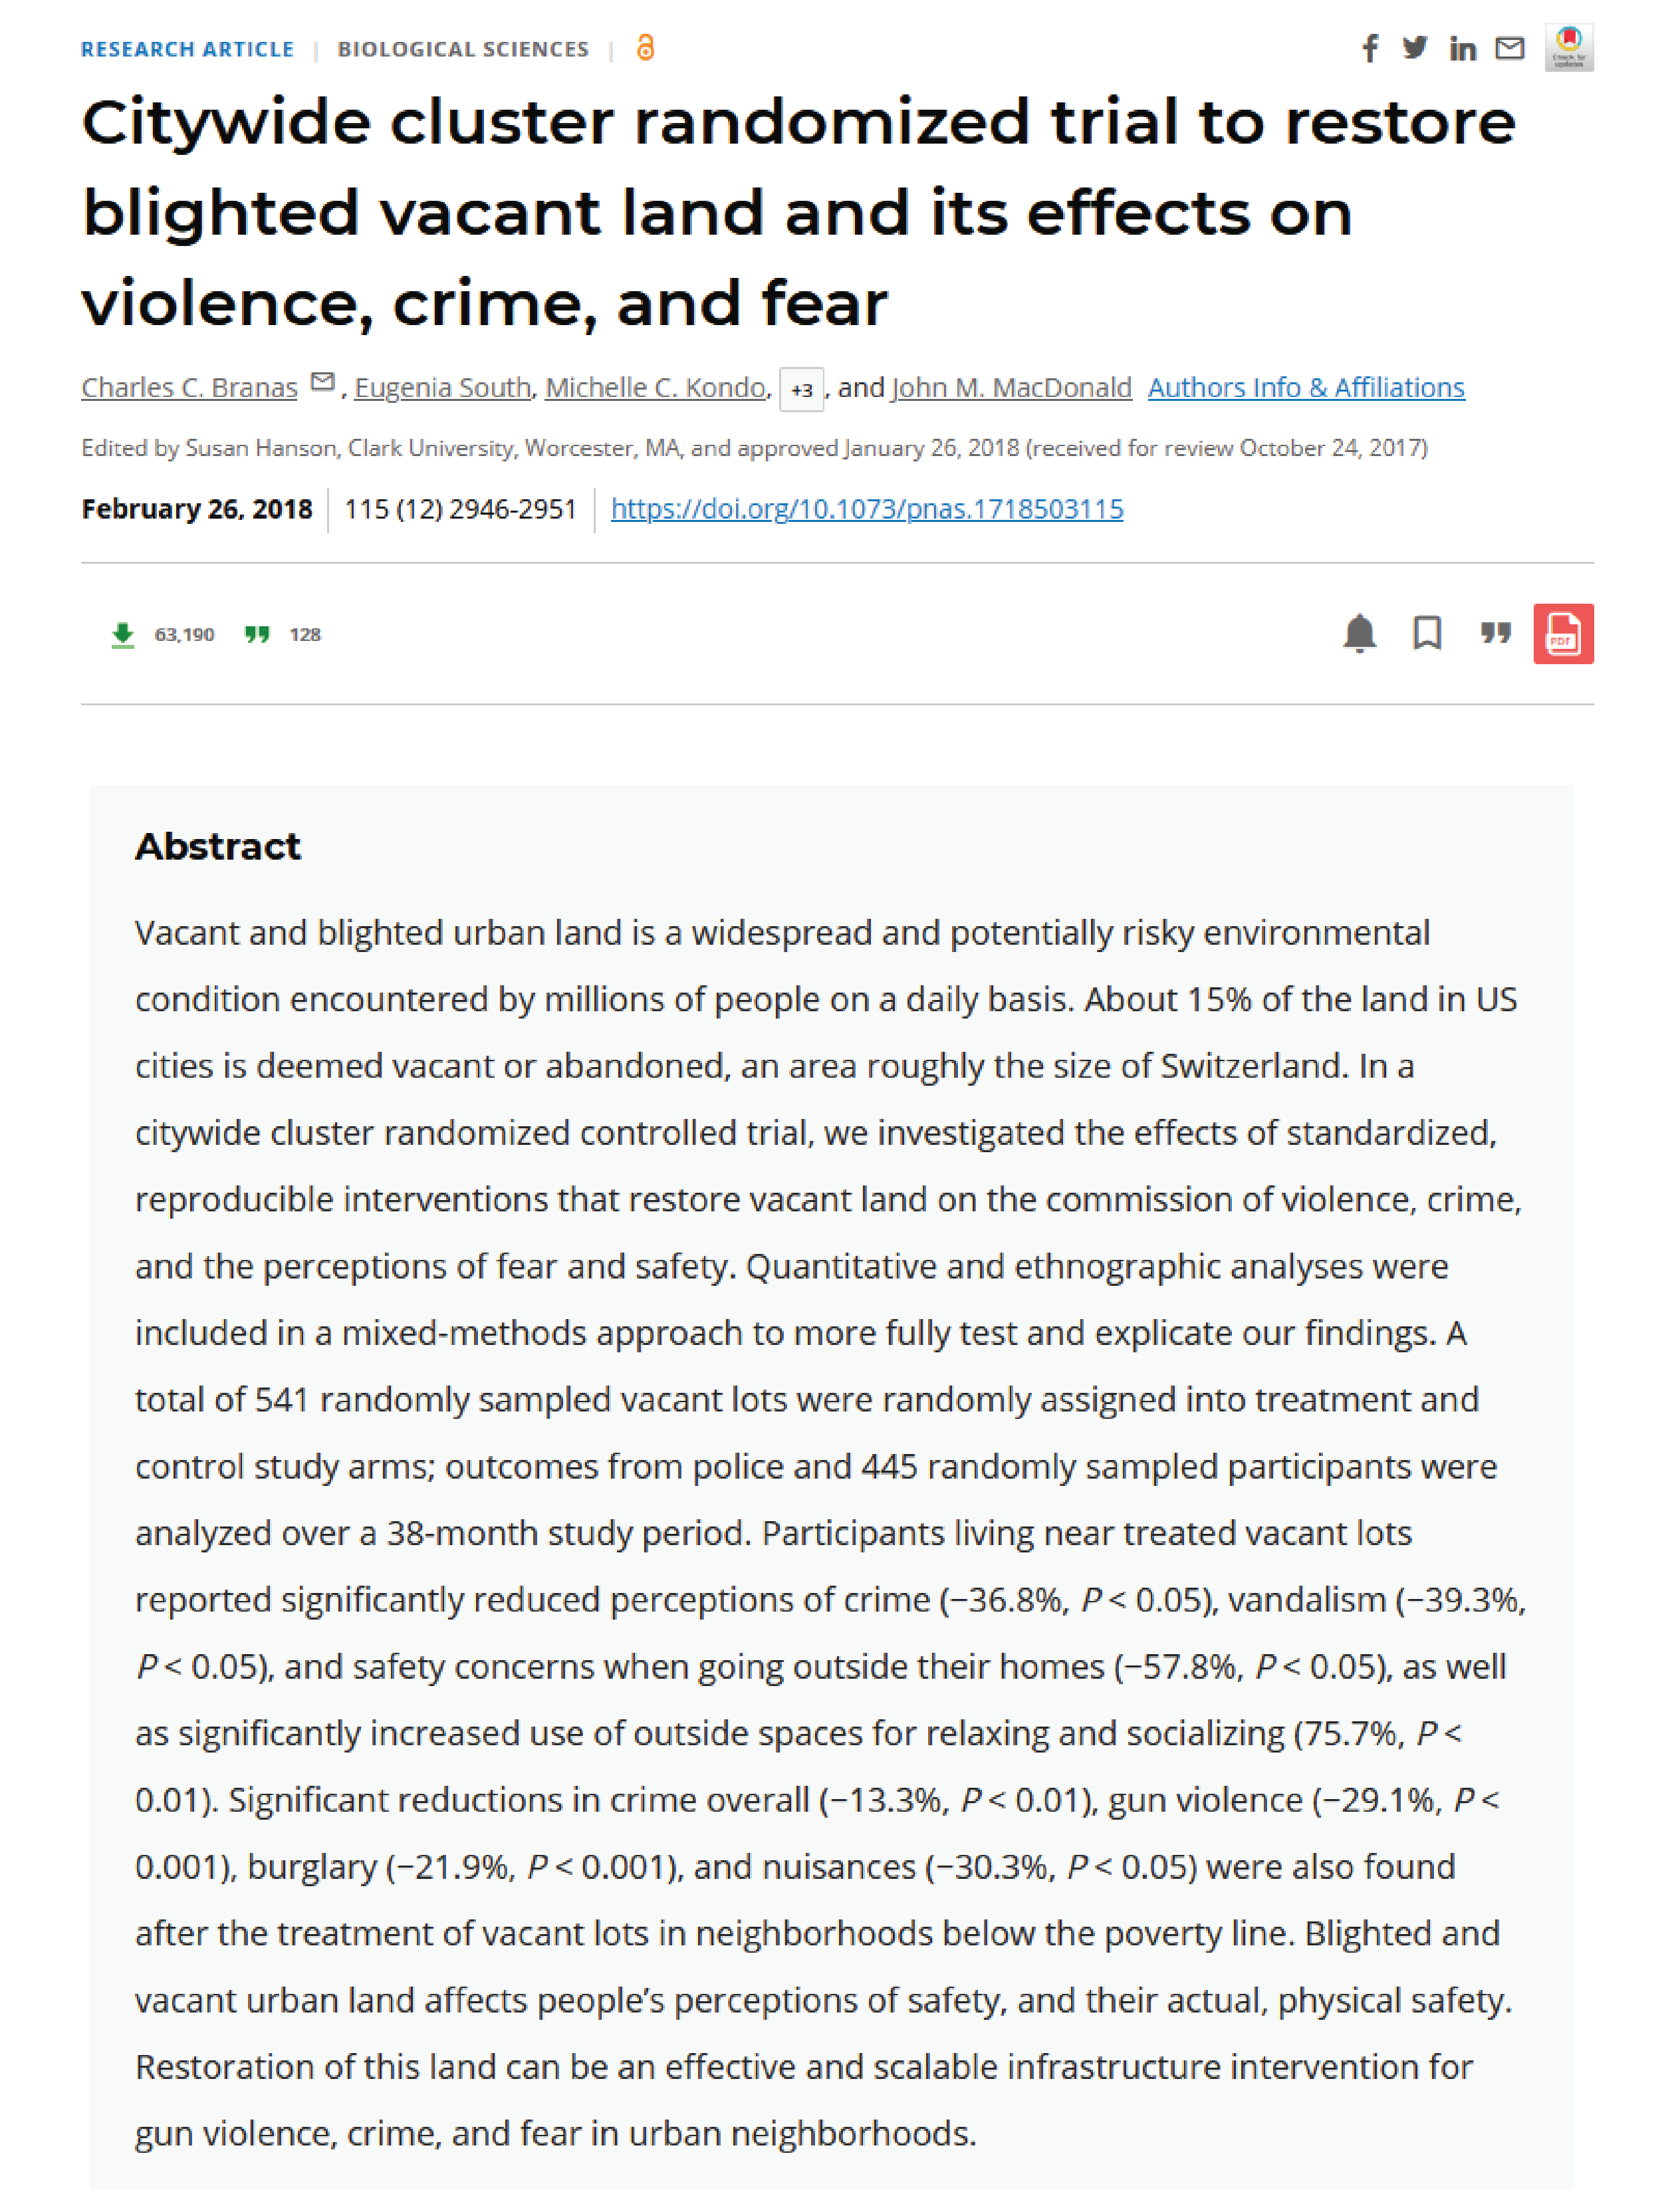 RESEARCH ARTICLE | BIOLOGICAL SCIENCES |
Citywide cluster randomized trial to restore
blighted vacant land and its effects on
violence, crime, and fear
Charles C. Branas , Eugenia South, Michelle C. Kondo, +3 , and John M. MacDonald Authors Info & Affiliations
Edited by Susan Hanson, Clark University, Worcester, MA, and approved January 26, 2018 (received for review October 24, 2017)
February 26, 2018 | 115 (12) 2946-2951 | https://doi.org/10.1073/pnas.1718503115
63,190 128
PDF
Abstract
Vacant and blighted urban land is a widespread and potentially risky environmental
condition encountered by millions of people on a daily basis. About 15% of the land in US
cities is deemed vacant or abandoned, an area roughly the size of Switzerland. In a
citywide cluster randomized controlled trial, we investigated the effects of standardized,
reproducible interventions that restore vacant land on the commission of violence, crime,
and the perceptions of fear and safety. Quantitative and ethnographic analyses were
included in a mixed-methods approach to more fully test and explicate our findings. A
total of 541 randomly sampled vacant lots were randomly assigned into treatment and
control study arms; outcomes from police and 445 randomly sampled participants were
analyzed over a 38-month study period. Participants living near treated vacant lots
reported significantly reduced perceptions of crime (−36.8%, P < 0.05), vandalism (−39.3%,
P < 0.05), and safety concerns when going outside their homes (−57.8%, P < 0.05), as well
as significantly increased use of outside spaces for relaxing and socializing (75.7%, P <
0.01). Significant reductions in crime overall (−13.3%, P < 0.01), gun violence (−29.1%, P <
0.001), burglary (−21.9%, P < 0.001), and nuisances (−30.3%, P < 0.05) were also found
after the treatment of vacant lots in neighborhoods below the poverty line. Blighted and
vacant urban land affects people’s perceptions of safety, and their actual, physical safety.
Restoration of this land can be an effective and scalable infrastructure intervention for
gun violence, crime, and fear in urban neighborhoods.